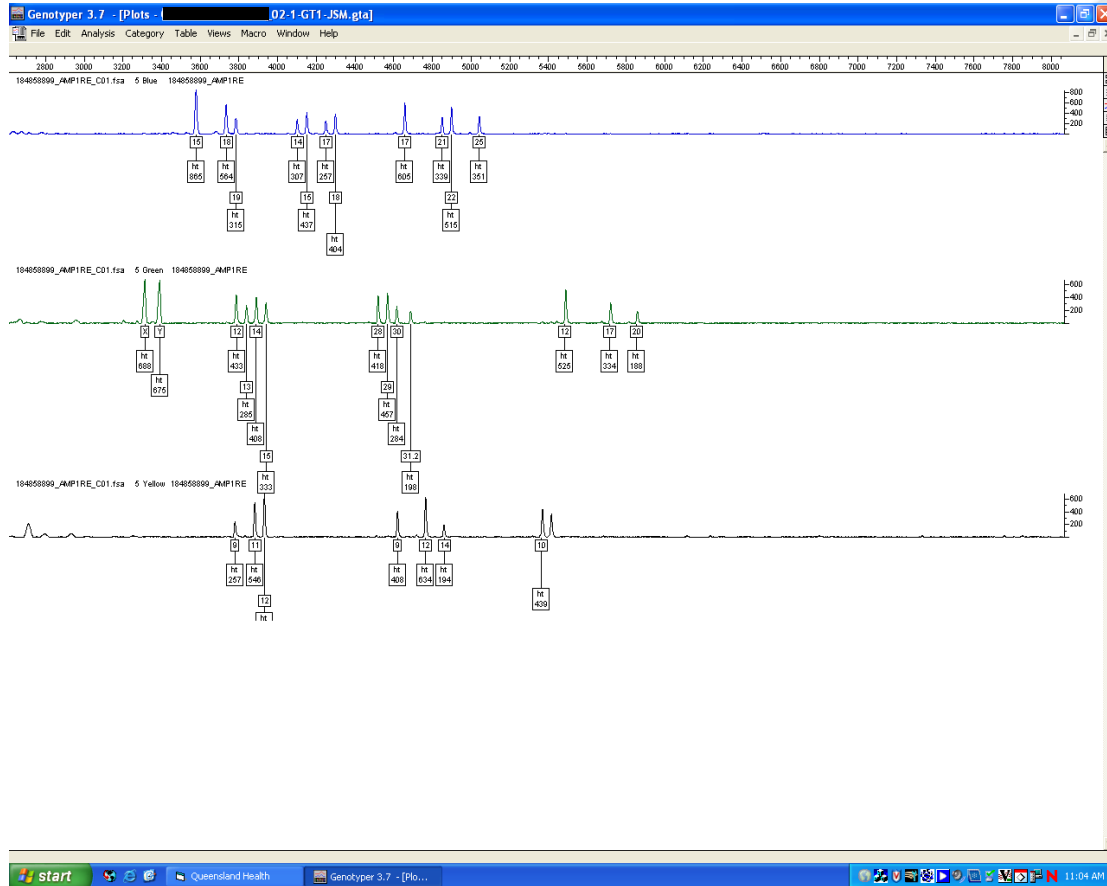 Genotyper 3.7 - [Plots - 02-1-GT1-JSM.gta]
File Edit Analysis Category Table Views Macro Window Help
2800 3000 3200 3400 3600 3800 4000 4200 4400 4600 4800 5000 5200 5400 5600 5800 6000 6200 6400 6600 6800 7000 7200 7400 7600 7800 8000
184858899_AMP1RE_C01.fsa 5 Blue 184858899_AMP1RE
800
600
400
200
15 18 14 17 17 21 25
ht ht ht ht ht ht ht
865 564 307 257 605 339 351
19 15 18 22
ht ht ht ht
315 437 404 515
184858899_AMP1RE_C01.fsa 5 Green 184858899_AMP1RE
600
400
200
X Y 12 14 28 30 12 17 20
ht ht ht ht ht ht
688 433 418 525 334 188
ht
675
13 29
ht ht
285 457
ht ht
408 284
15 31.2
ht ht
333 198
184858899_AMP1RE_C01.fsa 5 Yellow 184858899_AMP1RE
600
400
200
9 11 9 12 14 10
ht ht ht ht ht
257 546 408 634 194
ht
439
12
ht
start Queensland Health Genotyper 3.7 - [Plo... 11:04 AM